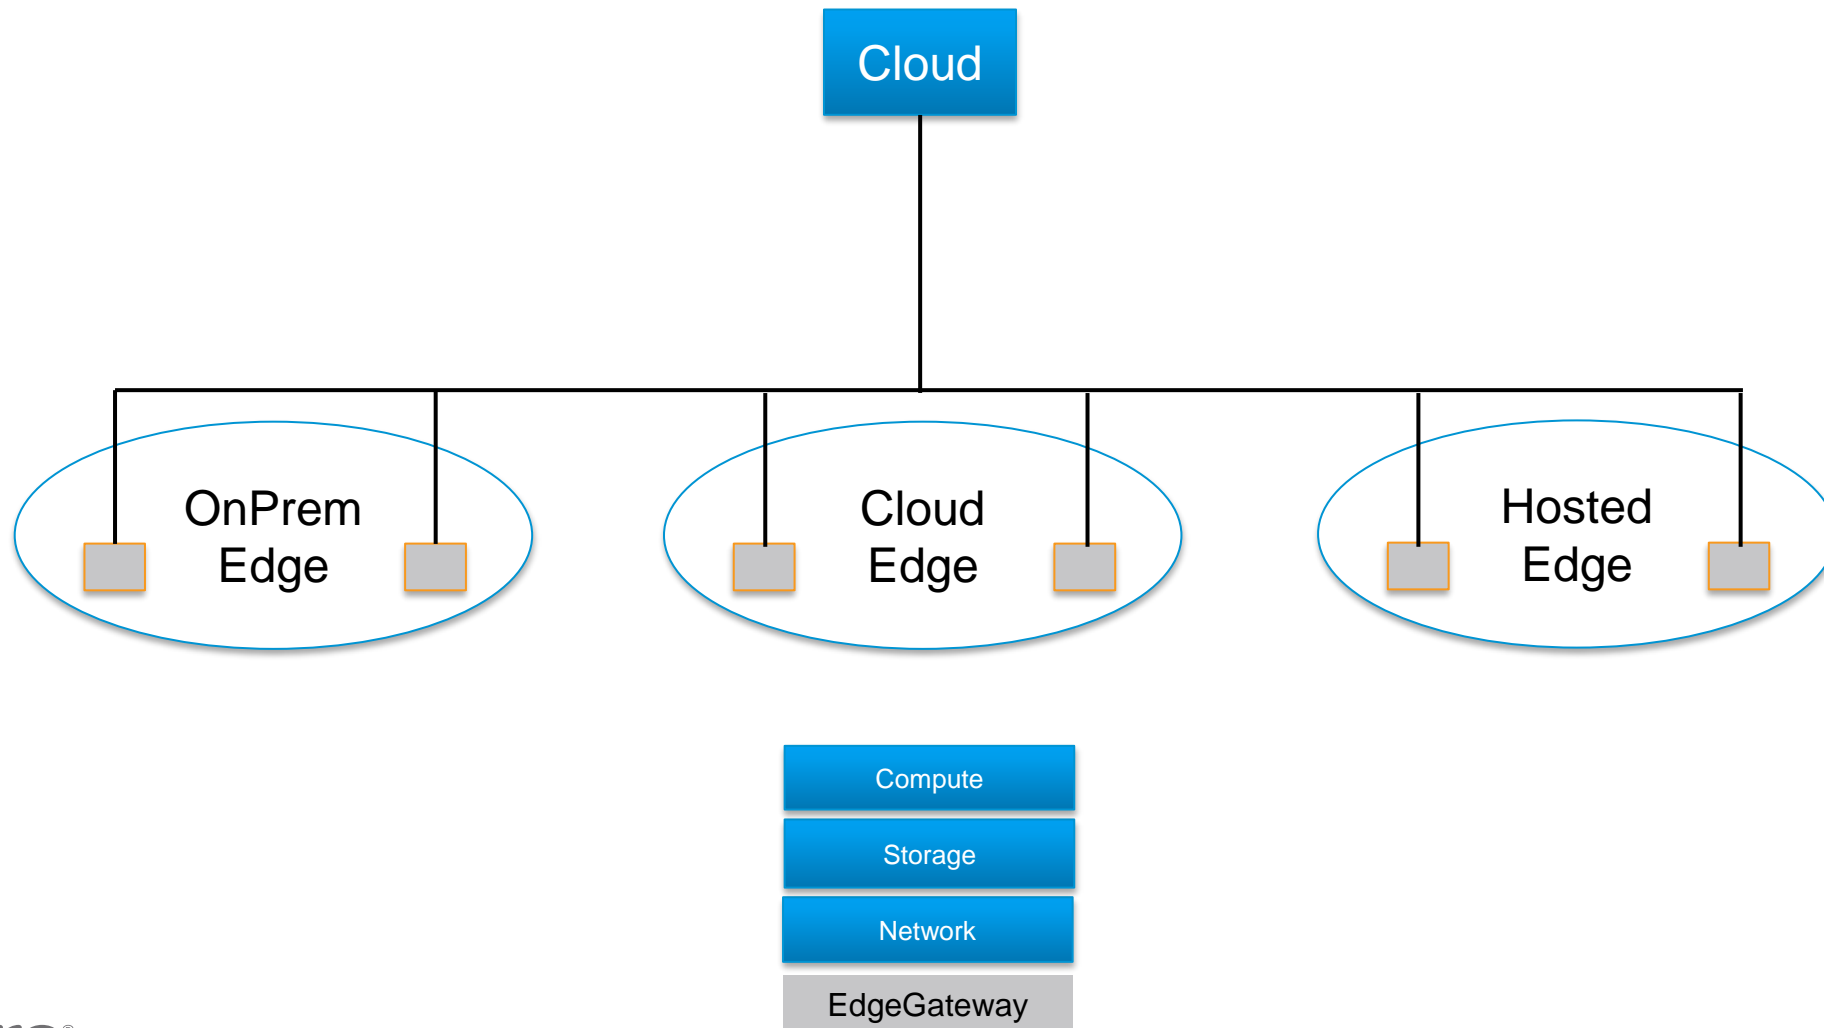 Cloud
OnPrem
Edge
Cloud
Edge
Hosted
Edge
Compute
Storage
Network
EdgeGateway